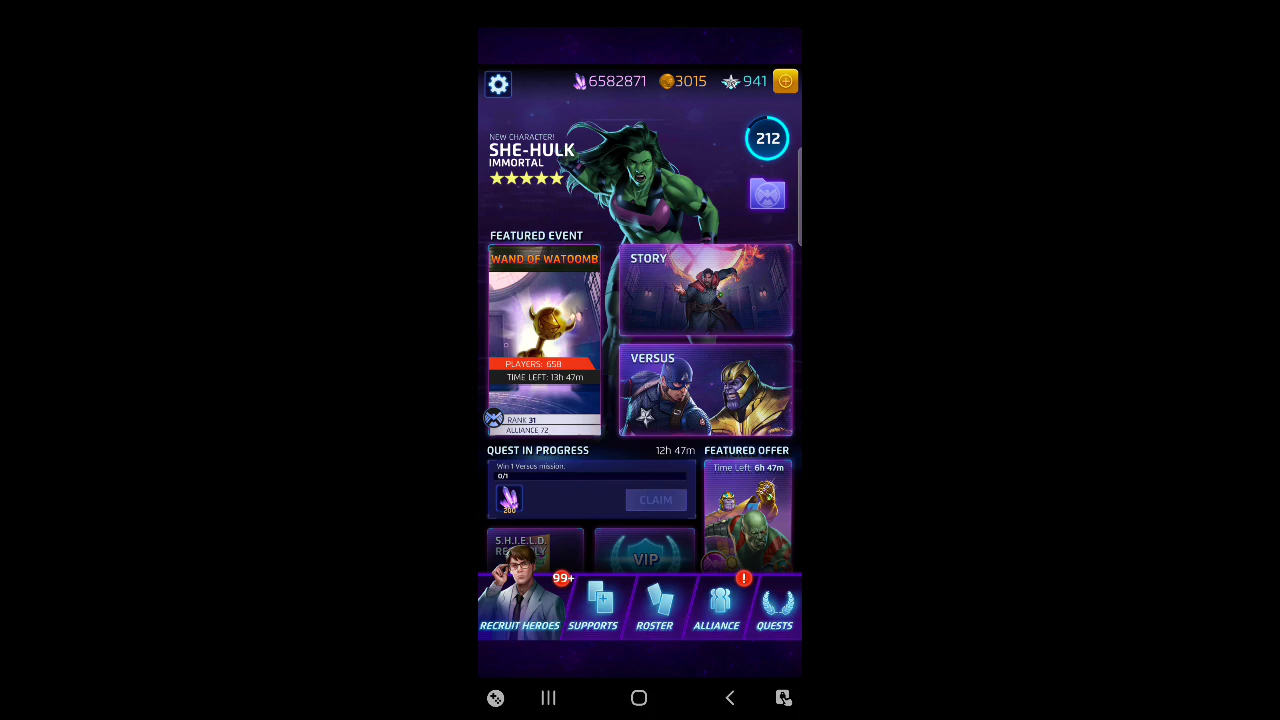 6582871 3015 941
NEW CHARACTER!
SHE-HULK
IMMORTAL
212
FEATURED EVENT
WAND OF WATOOMB
PLAYERS: 658
TIME LEFT: 13h 47m
RANK 31
ALLIANCE 72
STORY
VERSUS
QUEST IN PROGRESS 12h 47m
Win 1 Versus mission.
0/1
200
CLAIM
FEATURED OFFER
Time Left: 6h 47m
S.H.I.E.L.D.
VIP
99+
!
RECRUIT HEROES SUPPORTS ROSTER ALLIANCE QUESTS